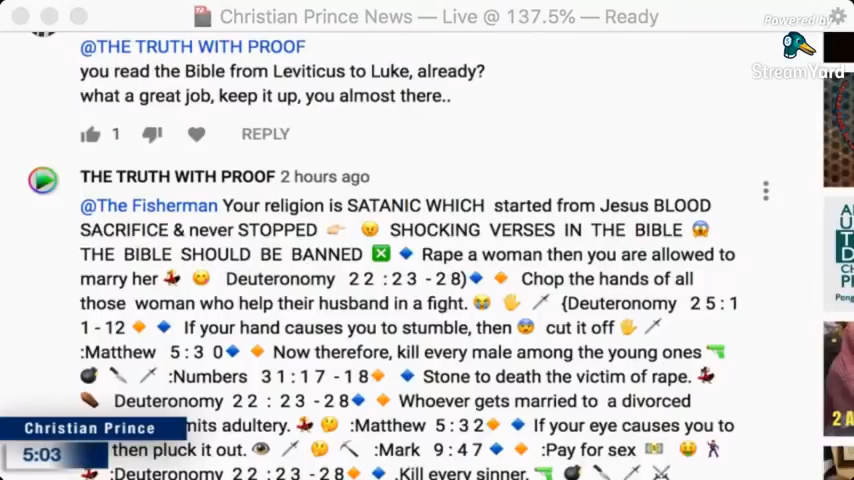 Christian Prince News — Live @ 137.5% — Ready
Powered by
StreamYard
@THE TRUTH WITH PROOF
you read the Bible from Leviticus to Luke, already?
what a great job, keep it up, you almost there..
1 REPLY
THE TRUTH WITH PROOF 2 hours ago
@The Fisherman Your religion is SATANIC WHICH started from Jesus BLOOD
SACRIFICE & never STOPPED 👉🏻 😠 SHOCKING VERSES IN THE BIBLE 😱
THE BIBLE SHOULD BE BANNED ❎ 🔹 Rape a woman then you are allowed to
marry her 💃 😋 Deuteronomy 22:23-28)🔹 🔸 Chop the hands of all
those woman who help their husband in a fight. 😭 🖐 🗡 {Deuteronomy 25:1
1-12🔸 🔹 If your hand causes you to stumble, then 😨 cut it off🖐 🗡
:Matthew 5:30🔹 🔸 Now therefore, kill every male among the young ones 🔫
💣 🔪 🗡 :Numbers 31:17-18🔸 🔹 Stone to death the victim of rape. 💃
⚰ Deuteronomy 22:23-28🔹 🔸 Whoever gets married to a divorced
mits adultery. 💃 🤔 :Matthew 5:32🔸 🔹 If your eye causes you to
then pluck it out. 👁 🗡 🤔 ⛏ :Mark 9:47🔹 🔸 :Pay for sex 💵 🤑 🕺
:Deuteronomy 22:23-28🔸 🔹 .Kill every sinner. 🔫 💣 🔪 🗡 ⚔
Christian Prince
5:03
2 A